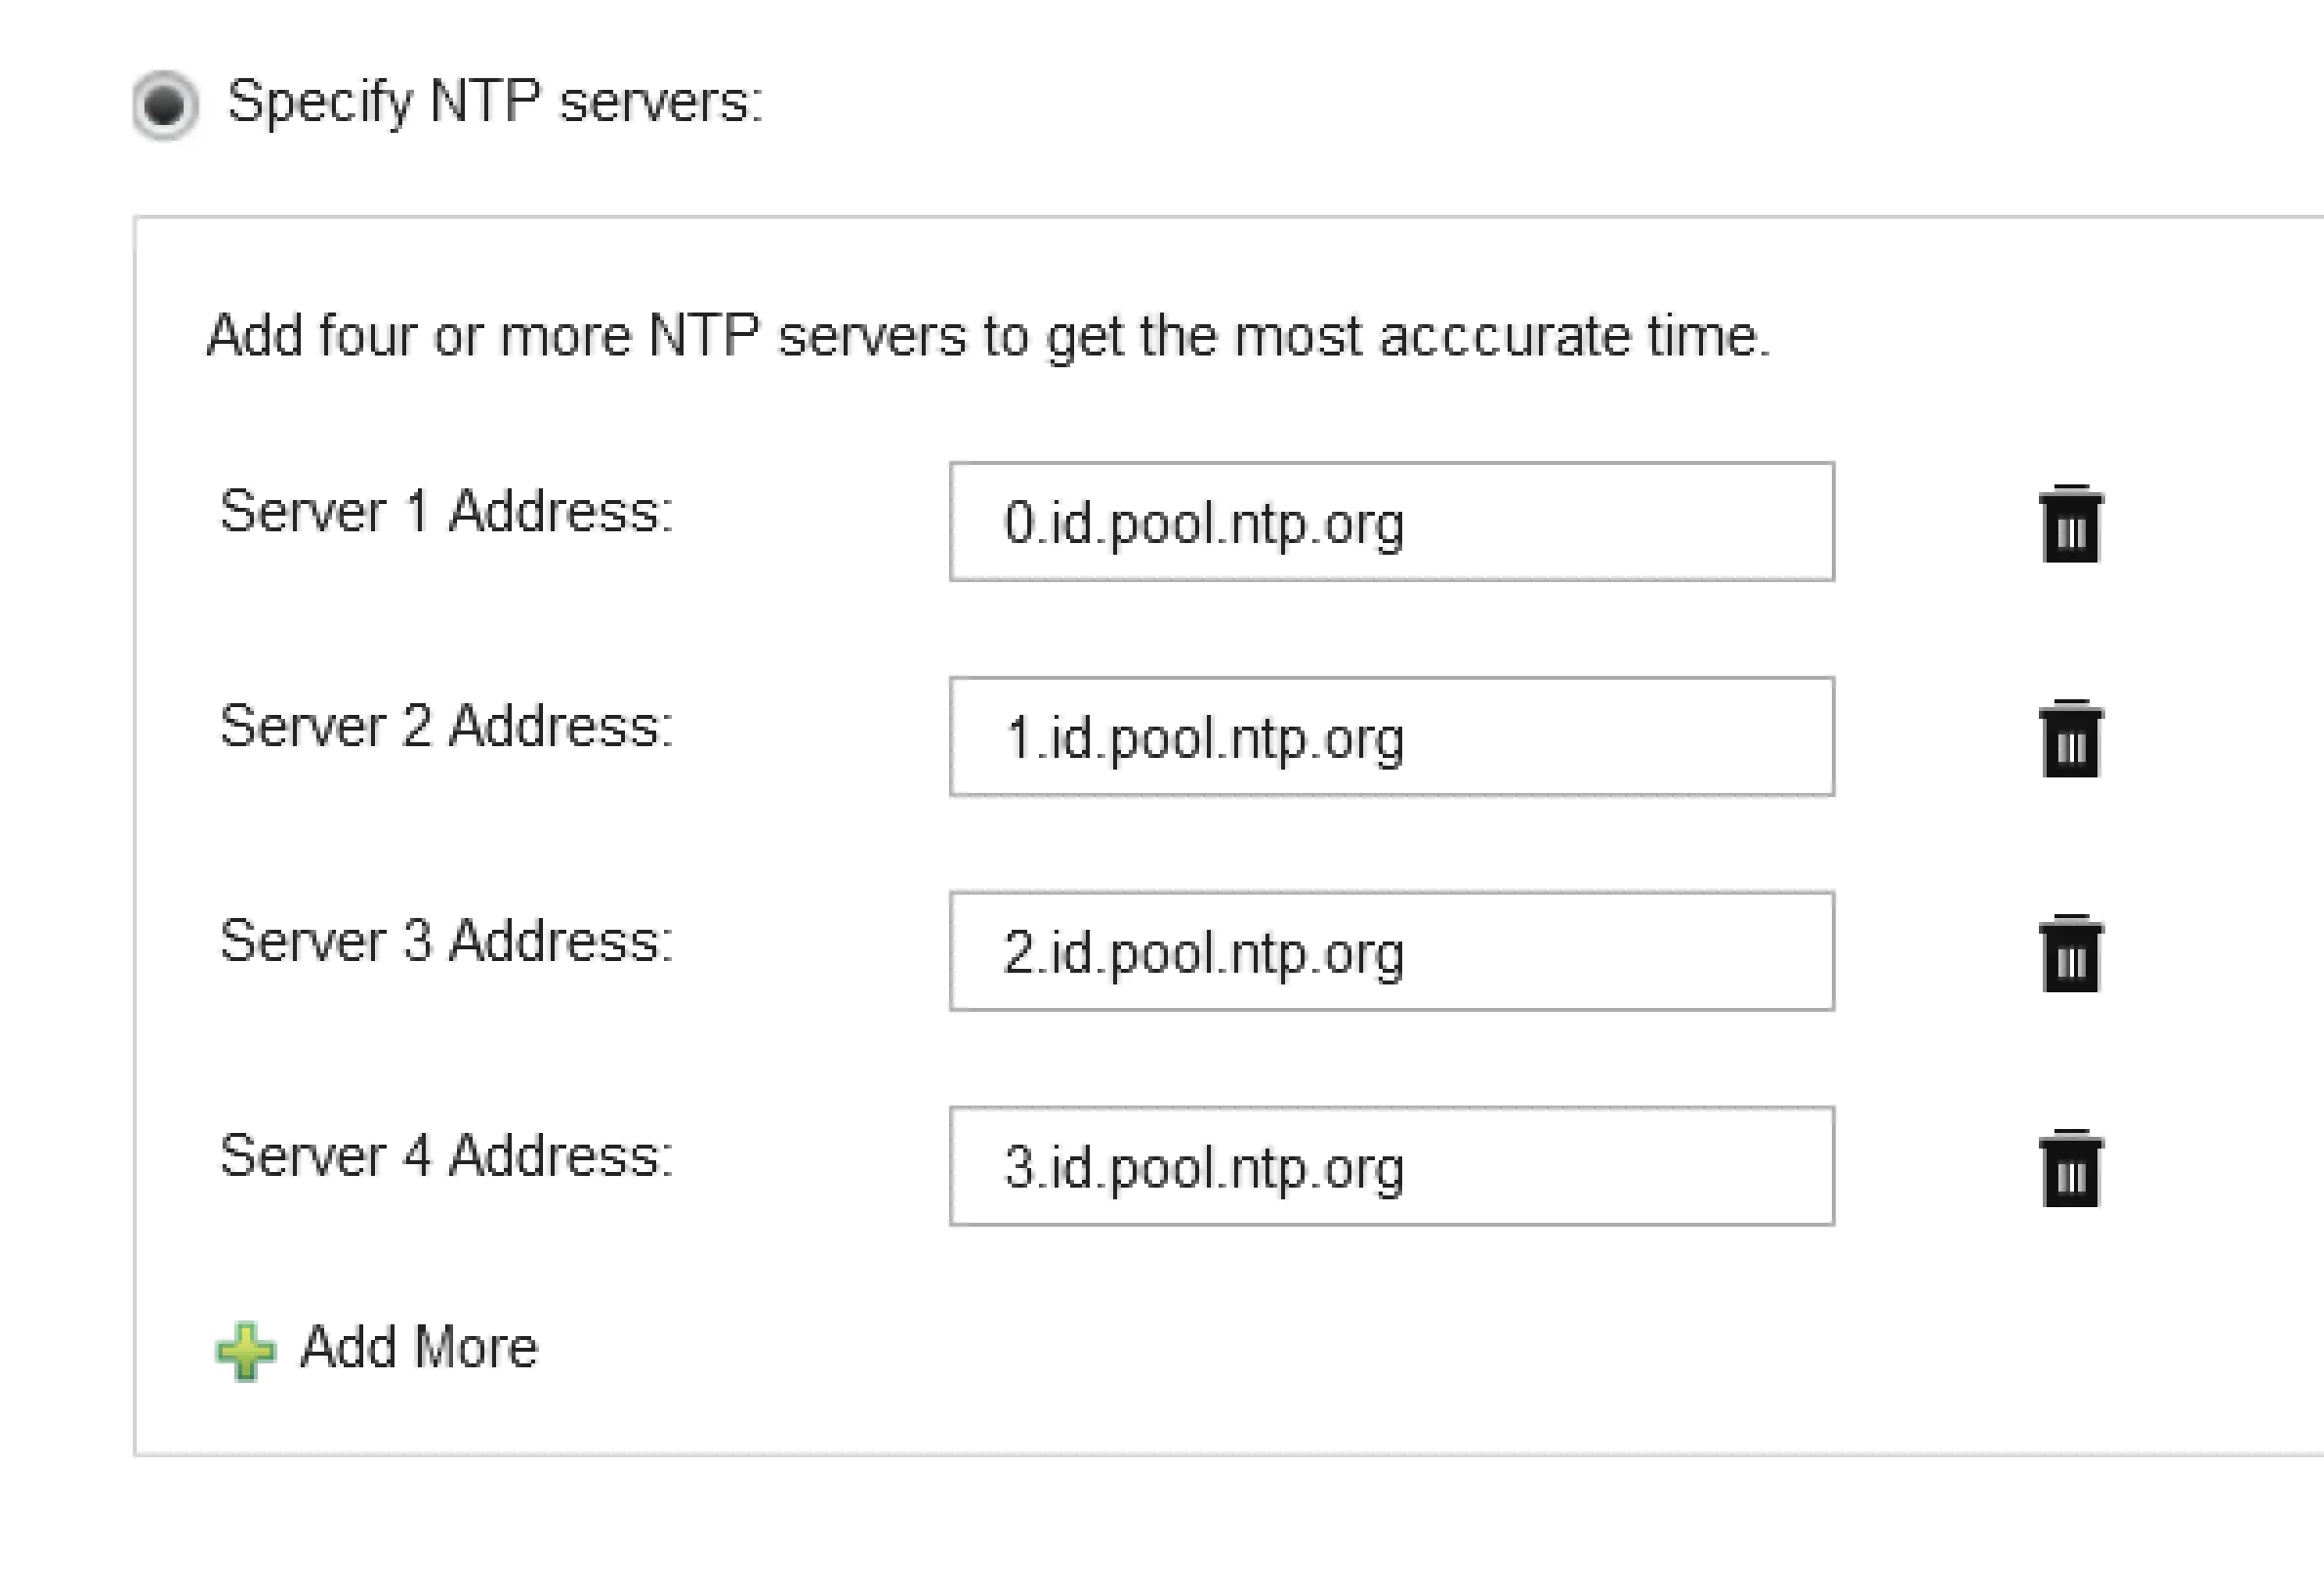 Specify NTP servers:
Add four or more NTP servers to get the most acccurate time.
Server 1 Address: 0.id.pool.ntp.org
Server 2 Address: 1.id.pool.ntp.org
Server 3 Address: 2.id.pool.ntp.org
Server 4 Address: 3.id.pool.ntp.org
Add More